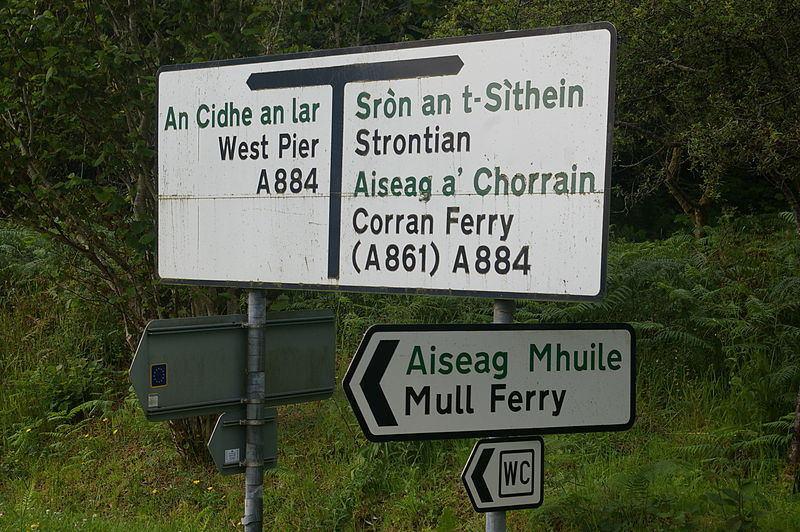 An Cidhe an Iar
West Pier
A884
Sròn an t-Sìthein
Strontian
Aiseag a' Chorrain
Corran Ferry
(A861) A884
Aiseag Mhuile
Mull Ferry
WC